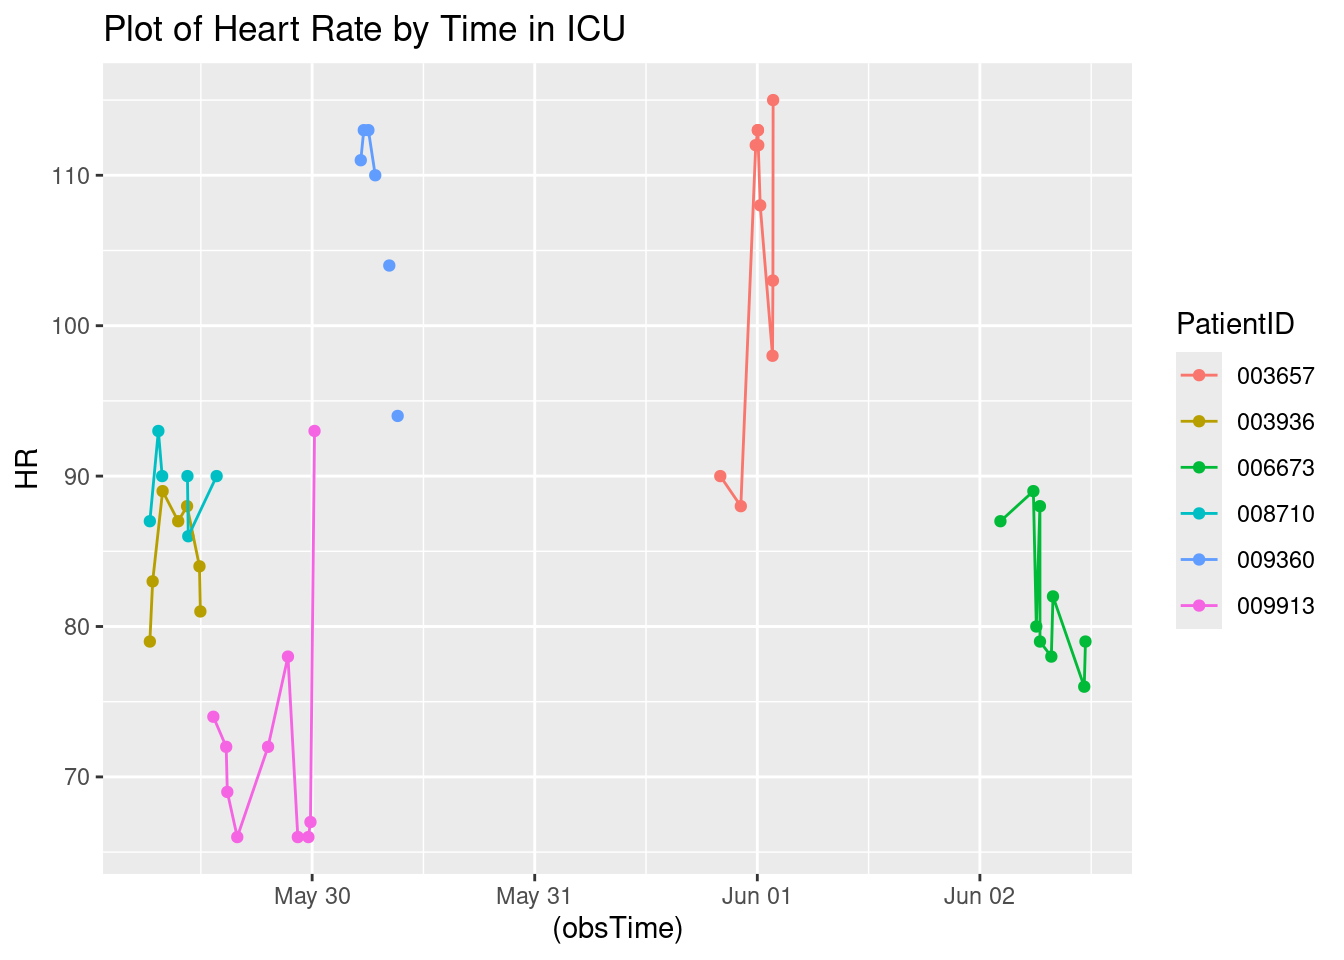 Plot of Heart Rate by Time in ICU
HR
110
100
90
80
70
May 30
May 31
Jun 01
Jun 02
(obsTime)
PatientID
003657
003936
006673
008710
009360
009913